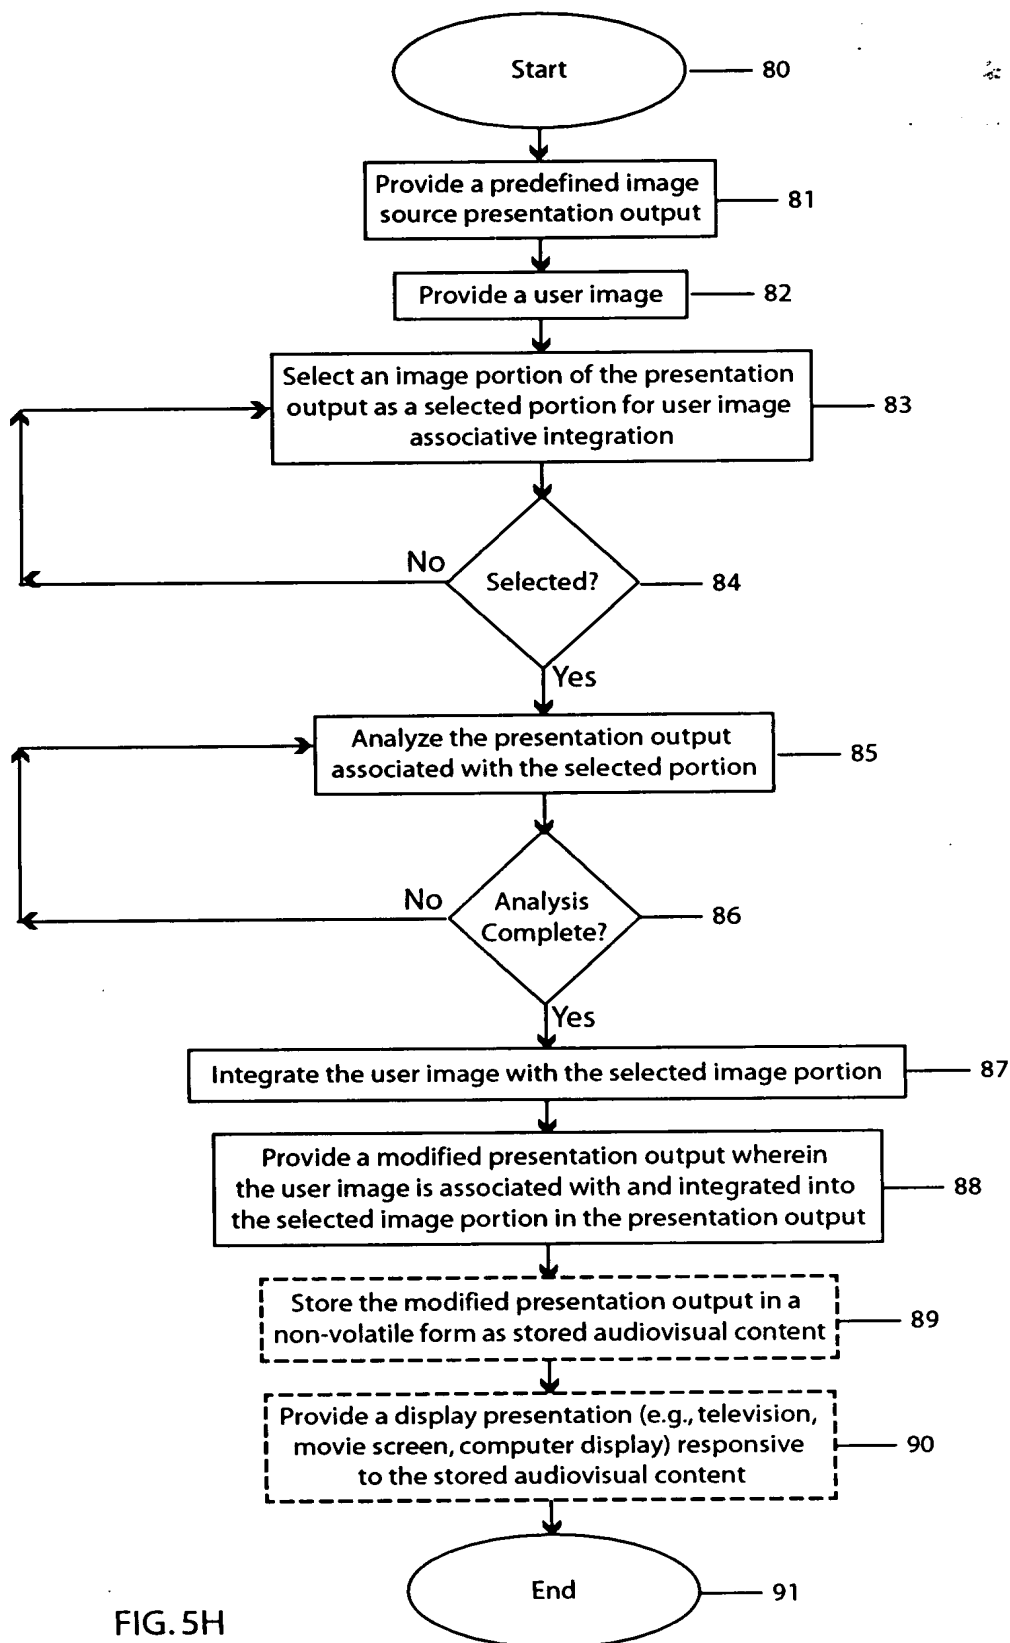 Start
80
Provide a predefined image
source presentation output
81
Provide a user image
82
Select an image portion of the presentation
output as a selected portion for user image
associative integration
83
No
Selected?
84
Yes
Analyze the presentation output
associated with the selected portion
85
No
Analysis
Complete?
86
Yes
Integrate the user image with the selected image portion
87
Provide a modified presentation output wherein
the user image is associated with and integrated into
the selected image portion in the presentation output
88
Store the modified presentation output in a
non-volatile form as stored audiovisual content
89
Provide a display presentation (e.g., television,
movie screen, computer display) responsive
to the stored audiovisual content
90
End
91
FIG. 5H